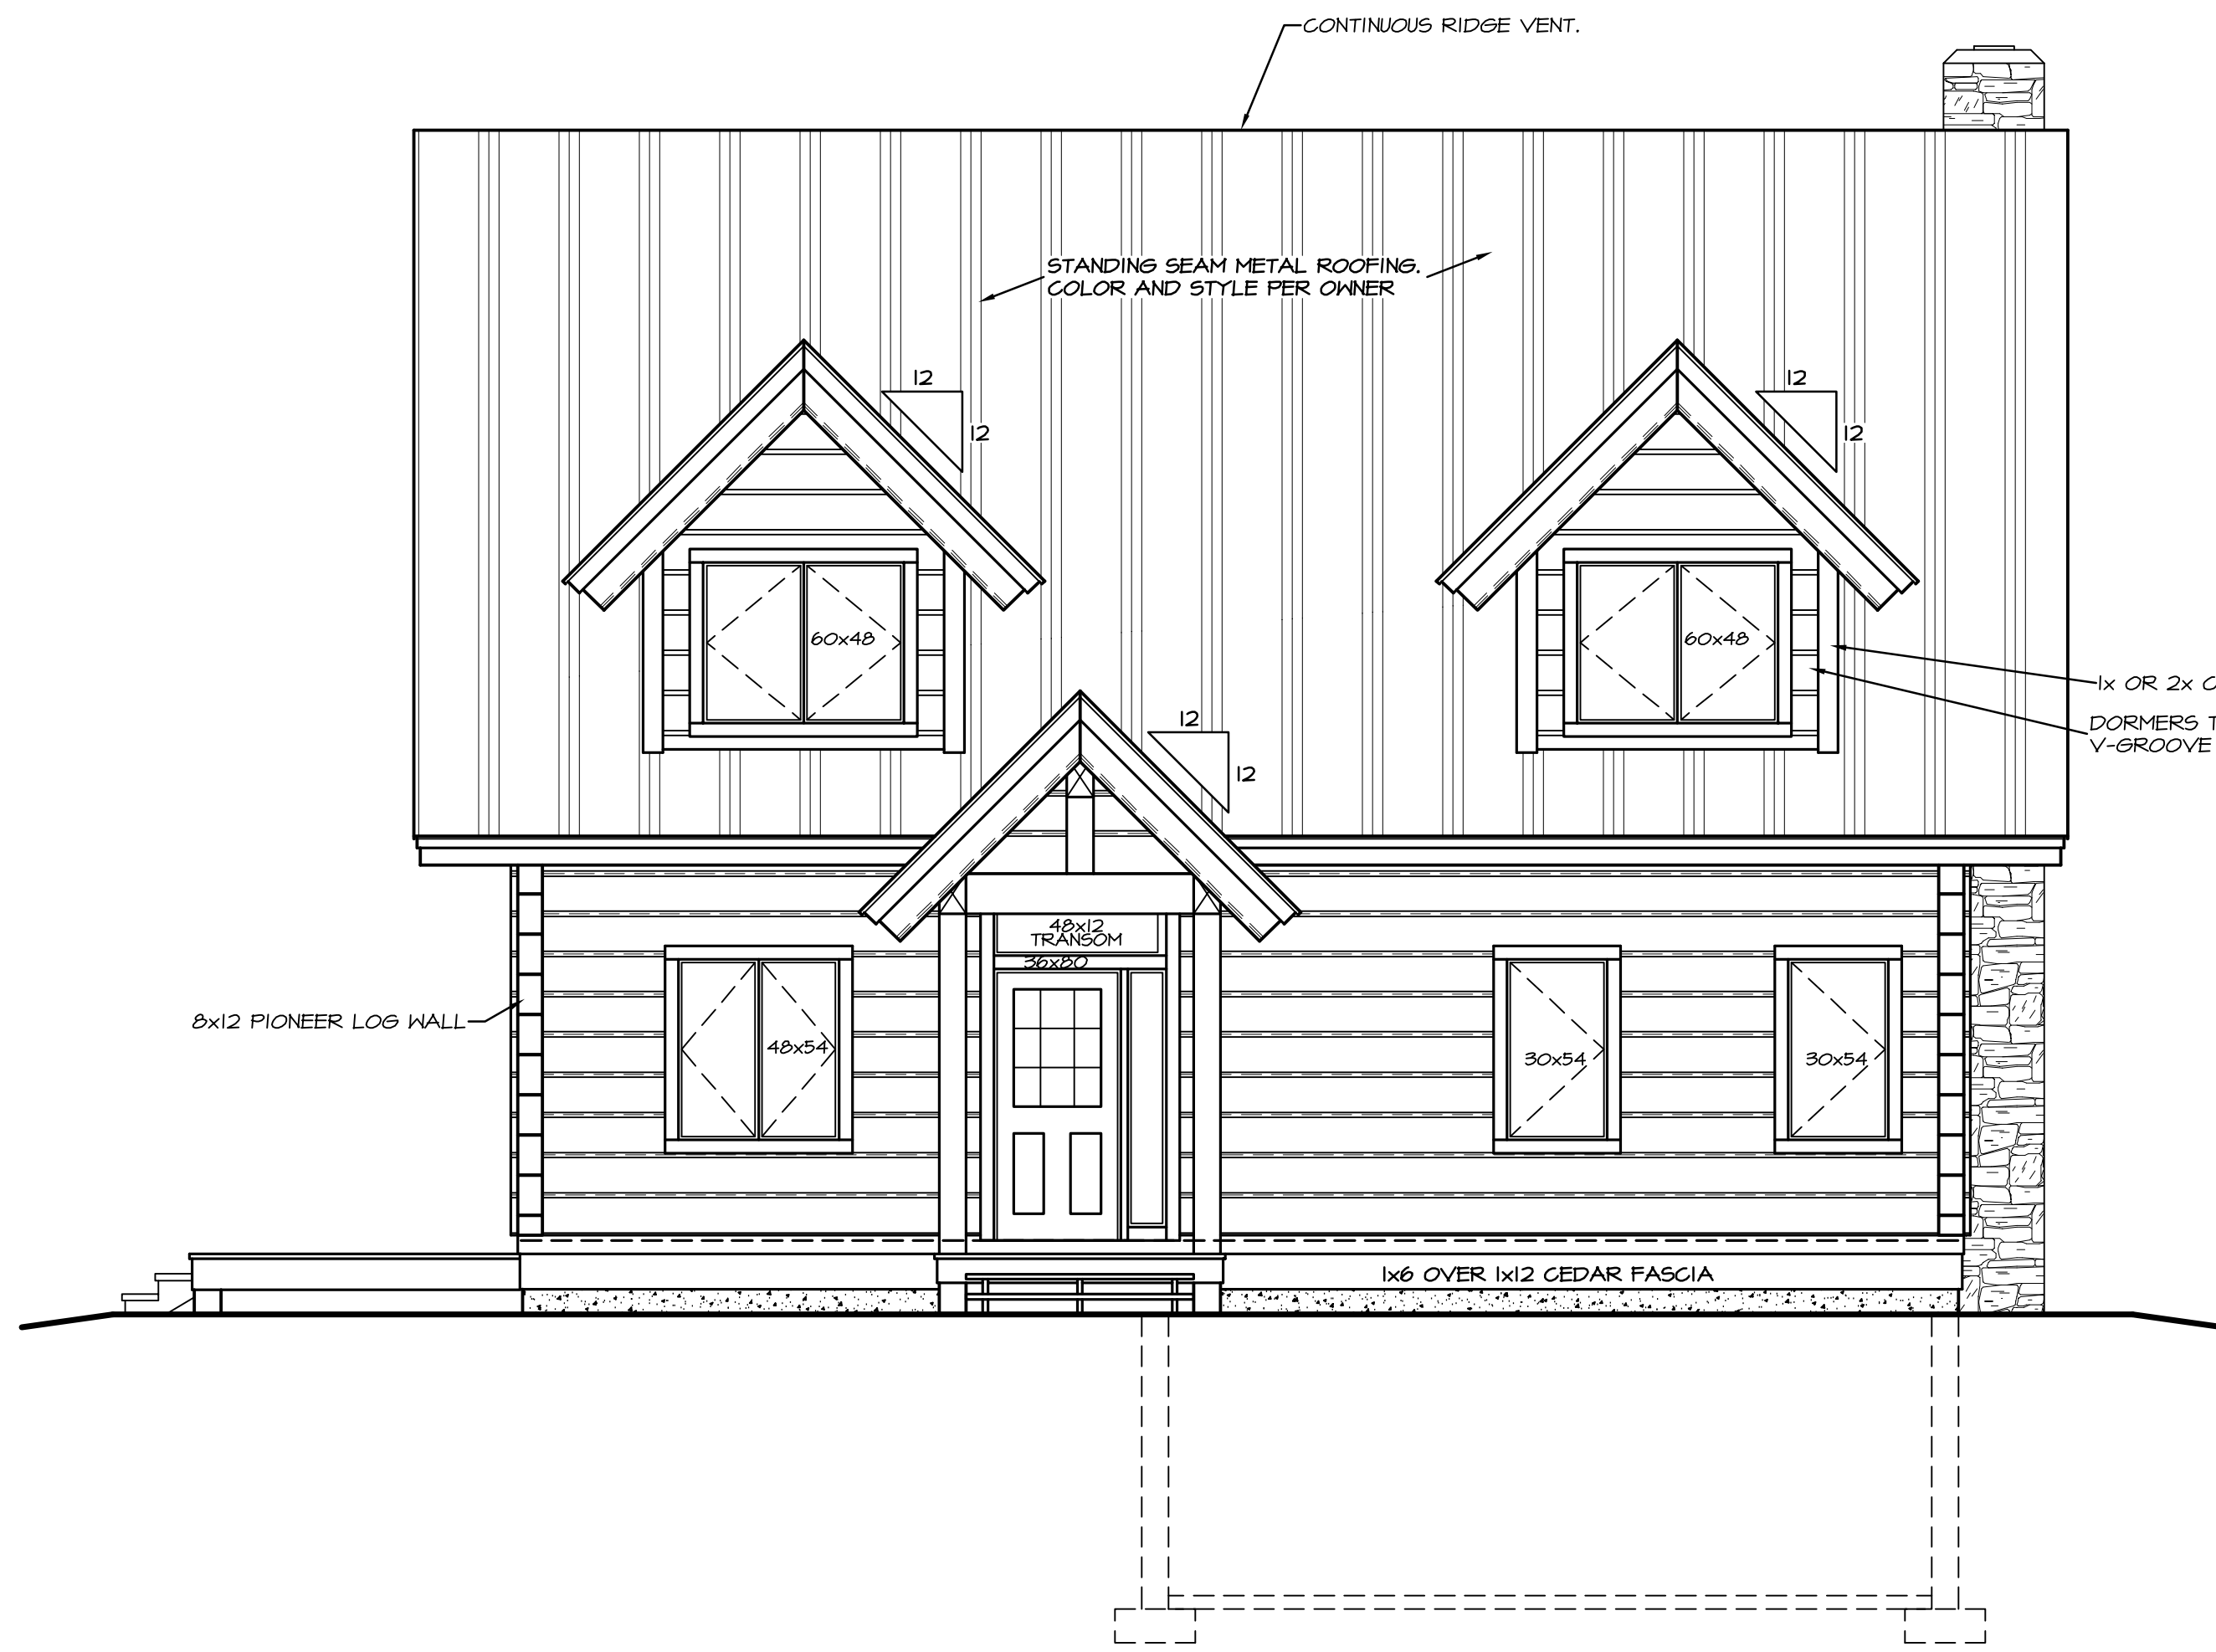 CONTINUOUS RIDGE VENT.
STANDING SEAM METAL ROOFING.
COLOR AND STYLE PER OWNER
12
12
12
12
60x48
60x48
1x OR 2x
DORMERS
V-GROOVE
12
12
48x12
TRANSOM
36x80
8x12 PIONEER LOG WALL
48x54
30x54
30x54
1x6 OVER 1x12 CEDAR FASCIA